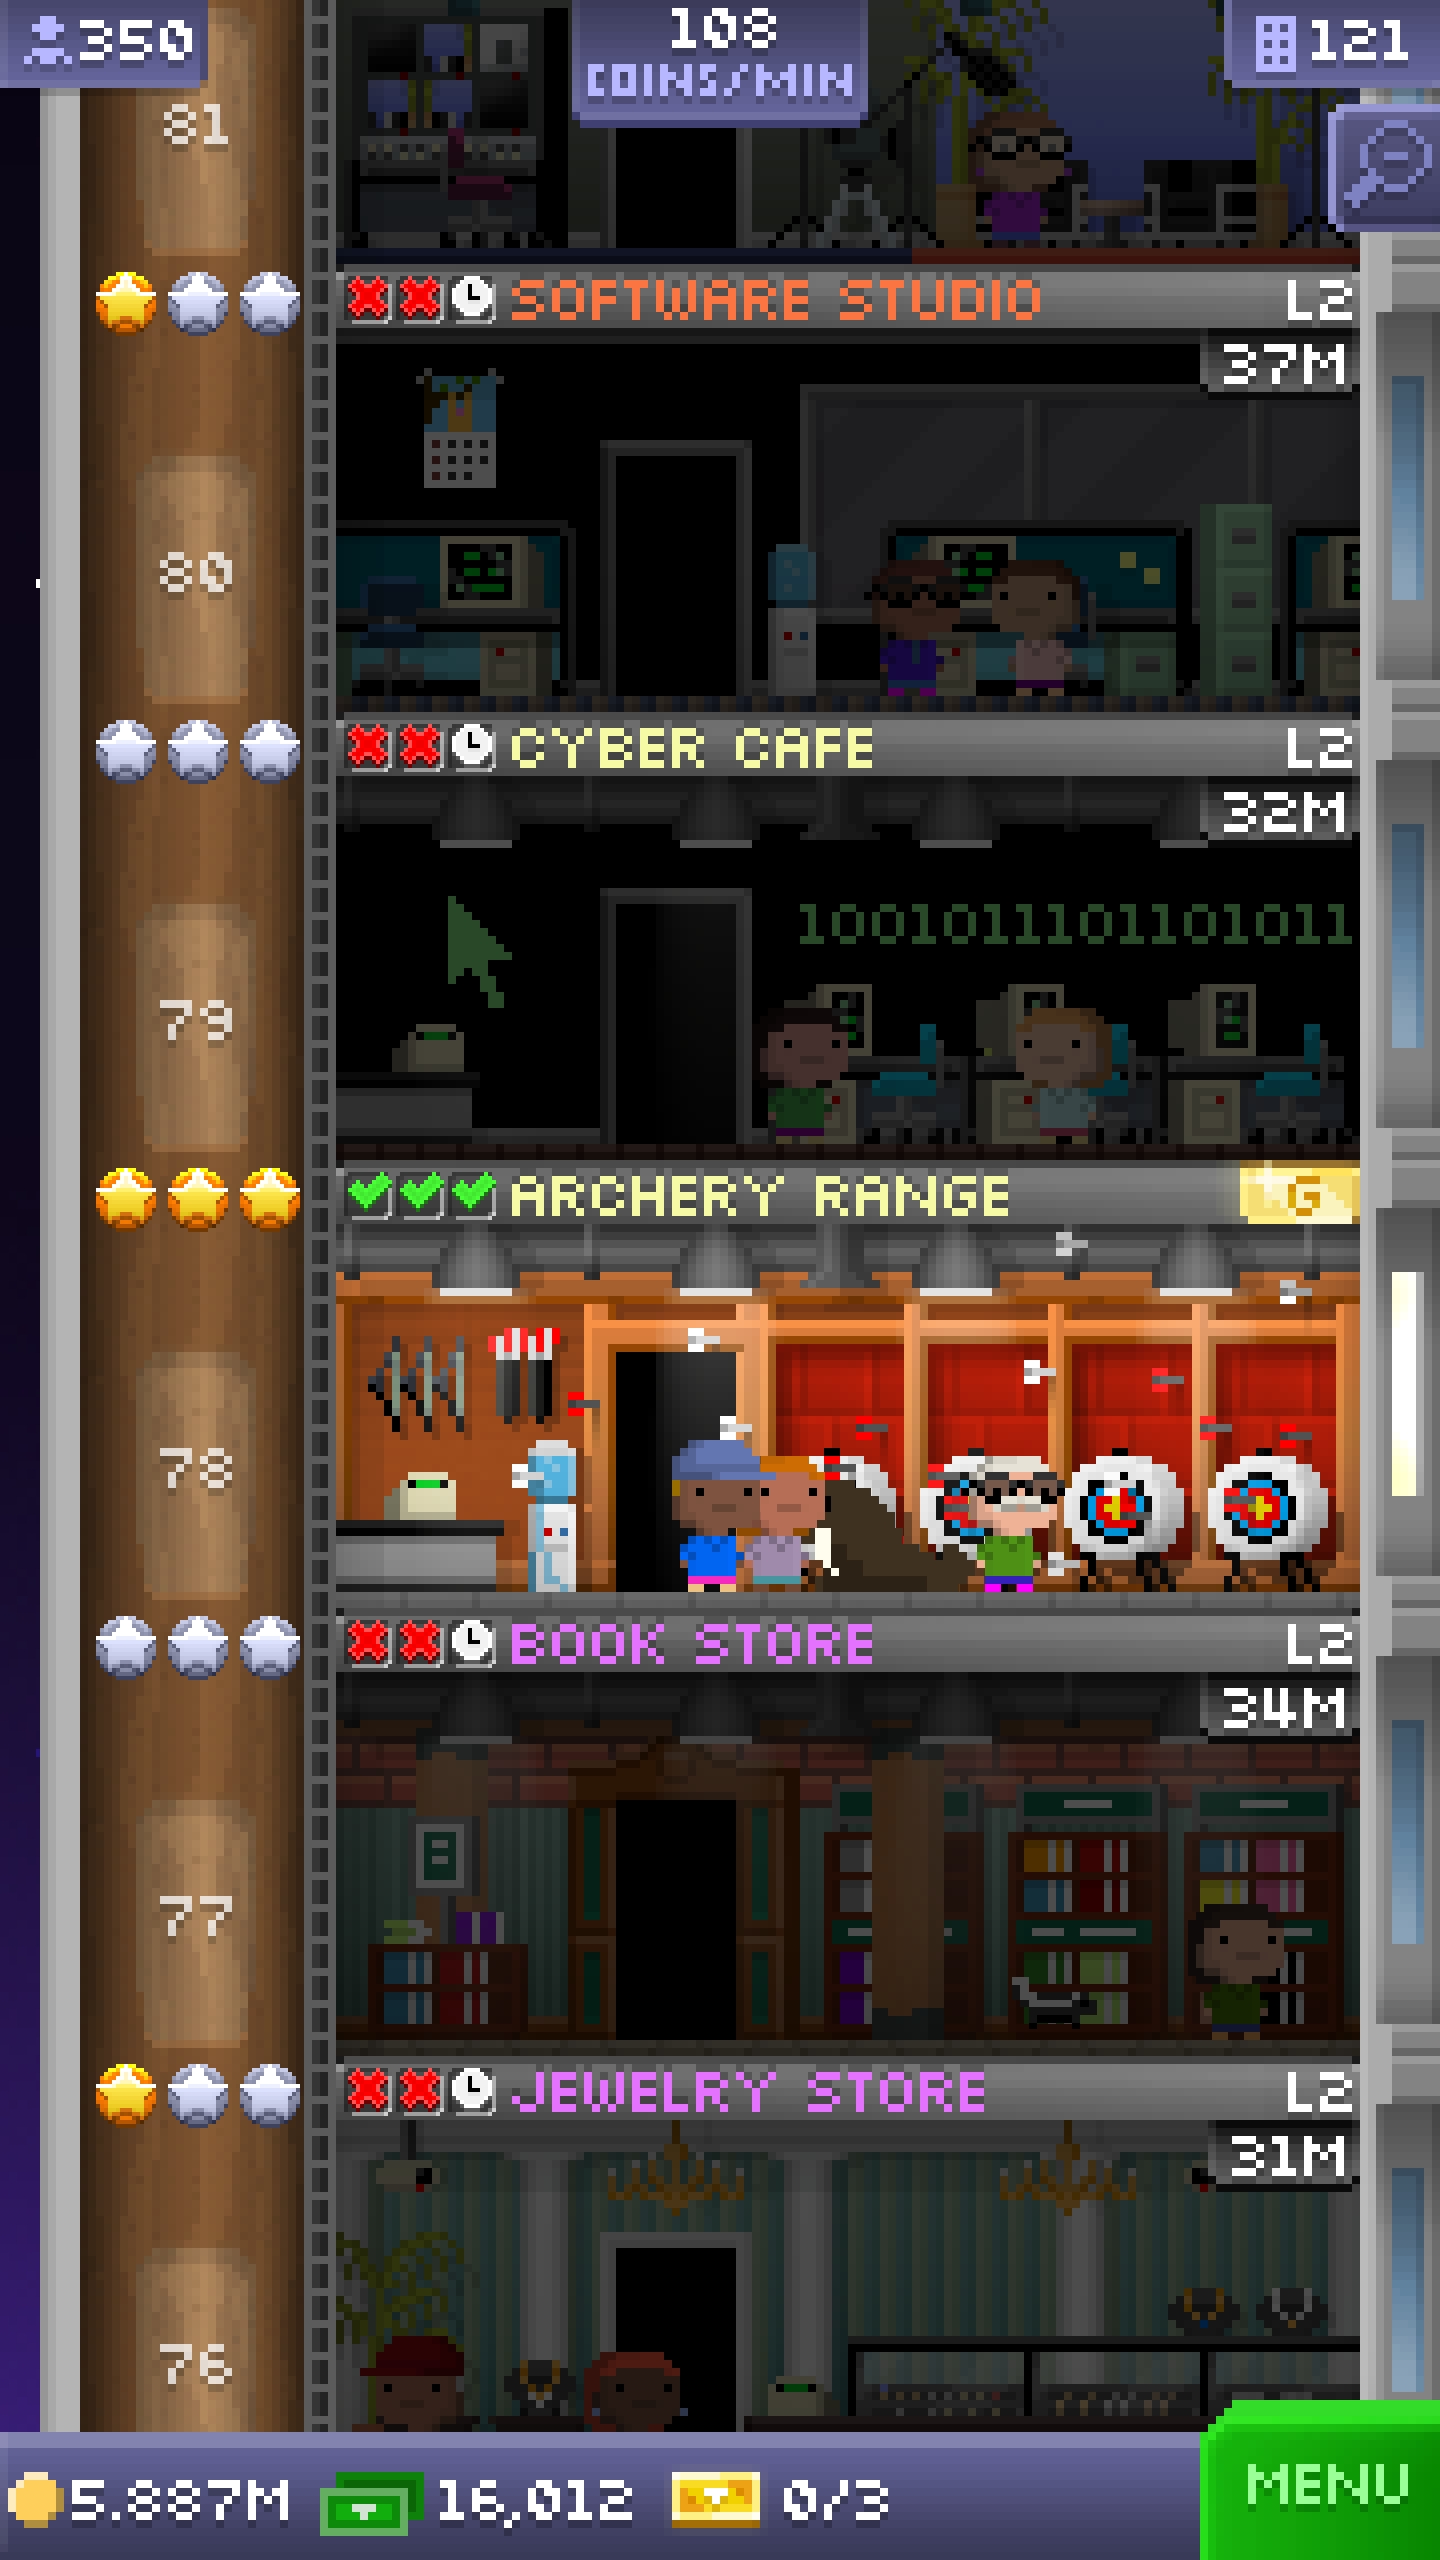 350
108
COINS/MIN
121
81
SOFTWARE STUDIO L2
37M
80
CYBER CAFE L2
32M
1001011101101011
79
ARCHERY RANGE G
78
BOOK STORE L2
34M
77
JEWELRY STORE L2
31M
76
5.887M 16,012 0/3
MENU